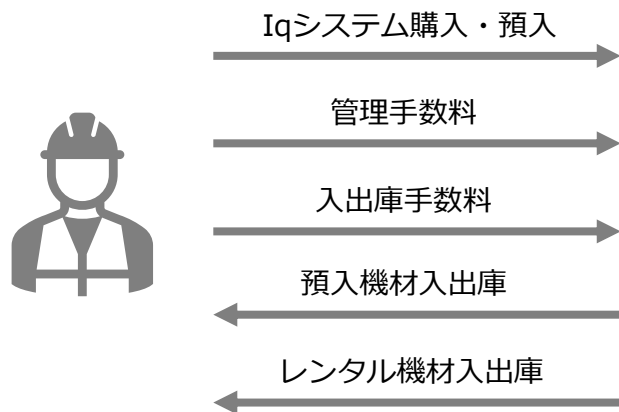 Iqシステム購入・預入
管理手数料
入出庫手数料
預入機材入出庫
レンタル機材入出庫